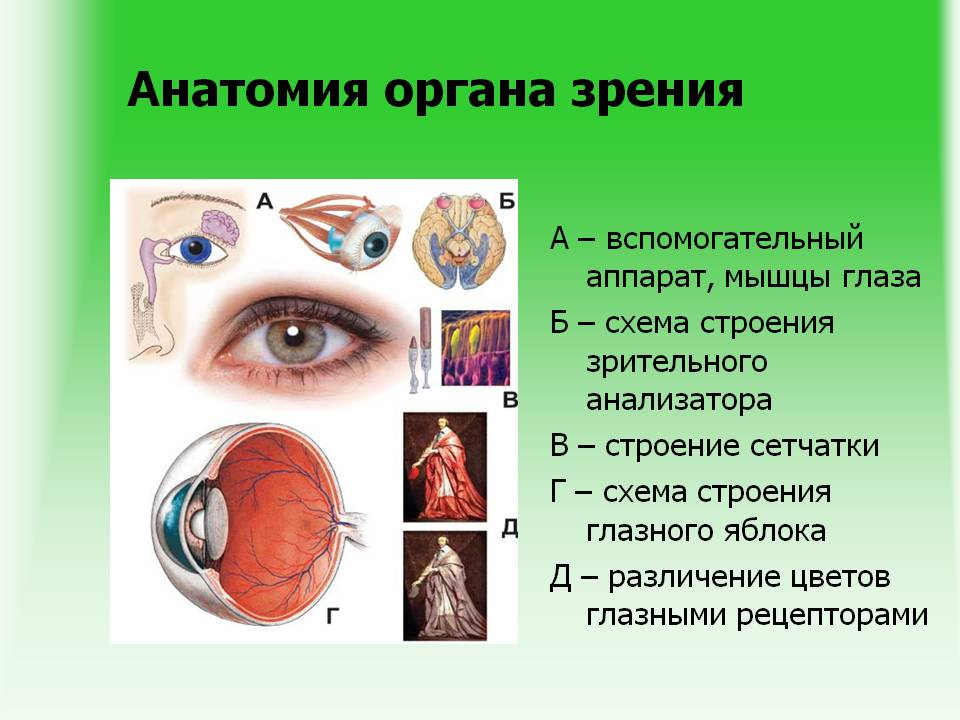 Анатомия органа зрения
А
Б
В
Д
Г
А – вспомогательный
аппарат, мышцы глаза
Б – схема строения
зрительного
анализатора
В – строение сетчатки
Г – схема строения
глазного яблока
Д – различение цветов
глазными рецепторами